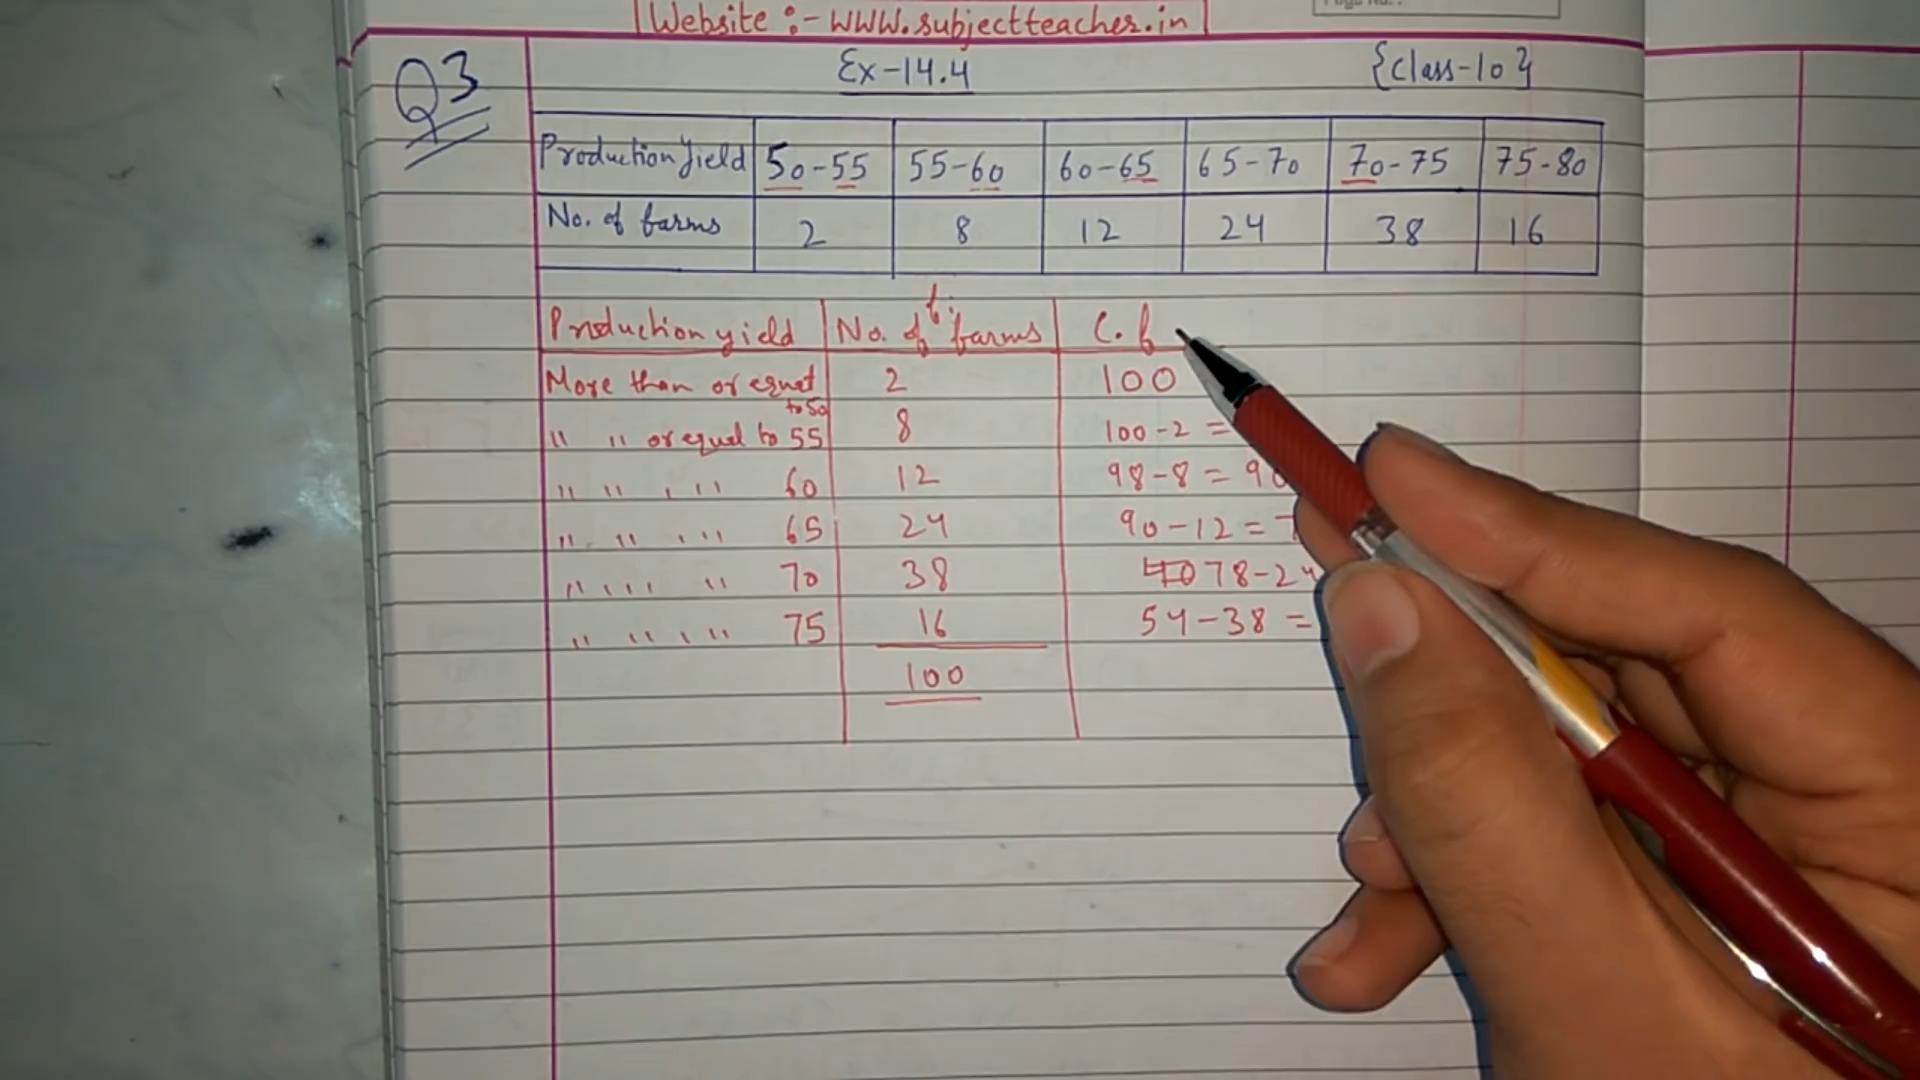 Website :- www.subjectteacher.in
Q3
Ex-14.4
{Class-10}
Production Yield 50-55 55-60 60-65 65-70 70-75 75-80
No. of farms 2 8 12 24 38 16
Production yield No. of farms C.f
fi
More than or equal to 50 2 100
" " or equal to 55 8 100-2 =
" " " " 60 12 98-8 = 90
" " " " 65 24 90-12 = 7
" " " " 70 38 78-24
" " " " 75 16 54-38 =
100